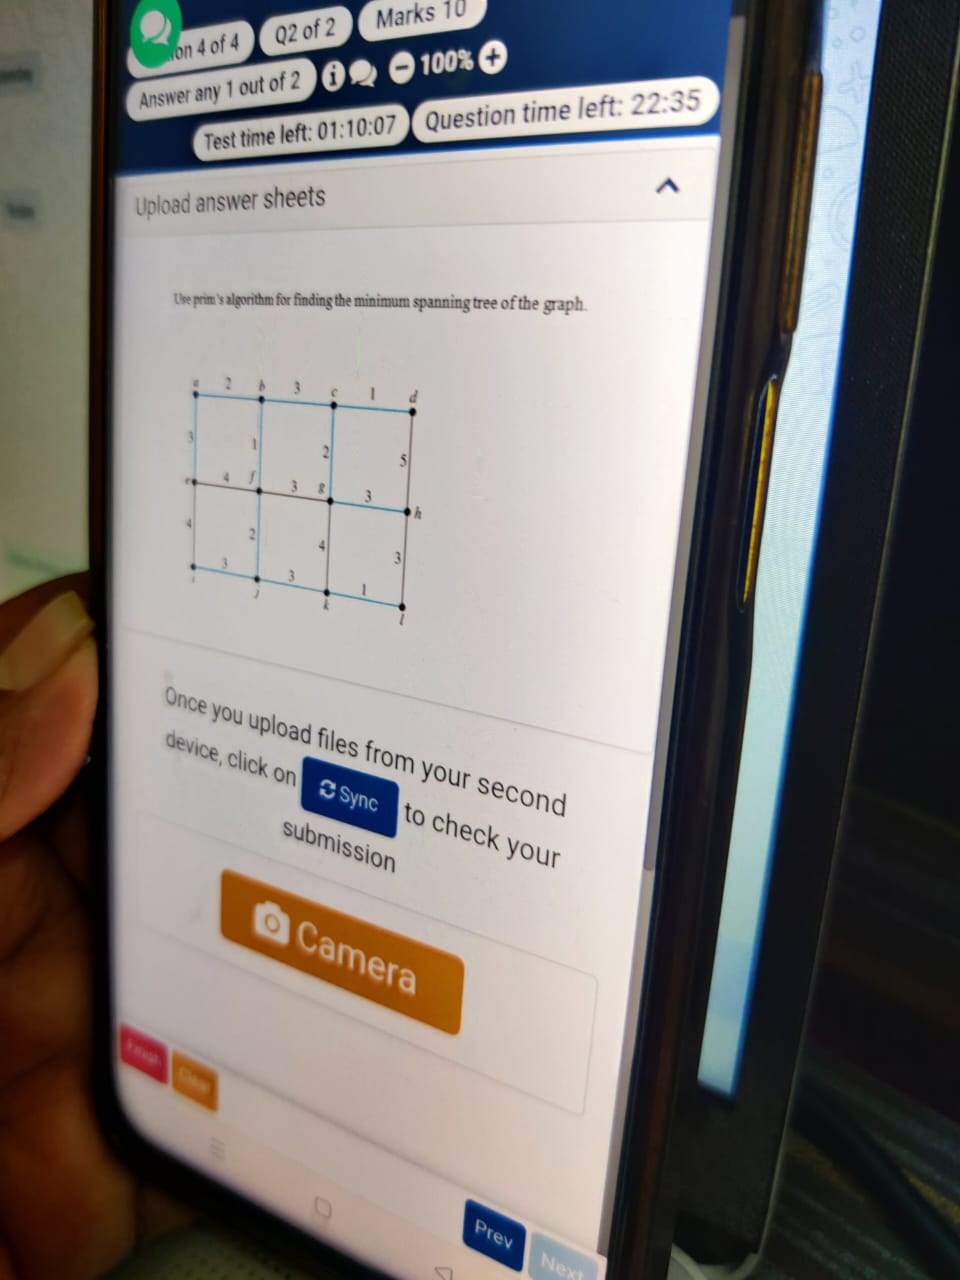 on 4 of 4
Q2 of 2
Marks 10
Answer any 1 out of 2
100%
Test time left: 01:10:07
Question time left: 22:35
Upload answer sheets
Use prim's algorithm for finding the minimum spanning tree of the graph.
a 2 b 3 c 1 d
3 1 2 5
e 4 f 3 g 3 h
4 2 4 3
i 3 j 3 k 1 l
Once you upload files from your second
device, click on Sync to check your
submission
Camera
Finish
Clear
Prev
Next